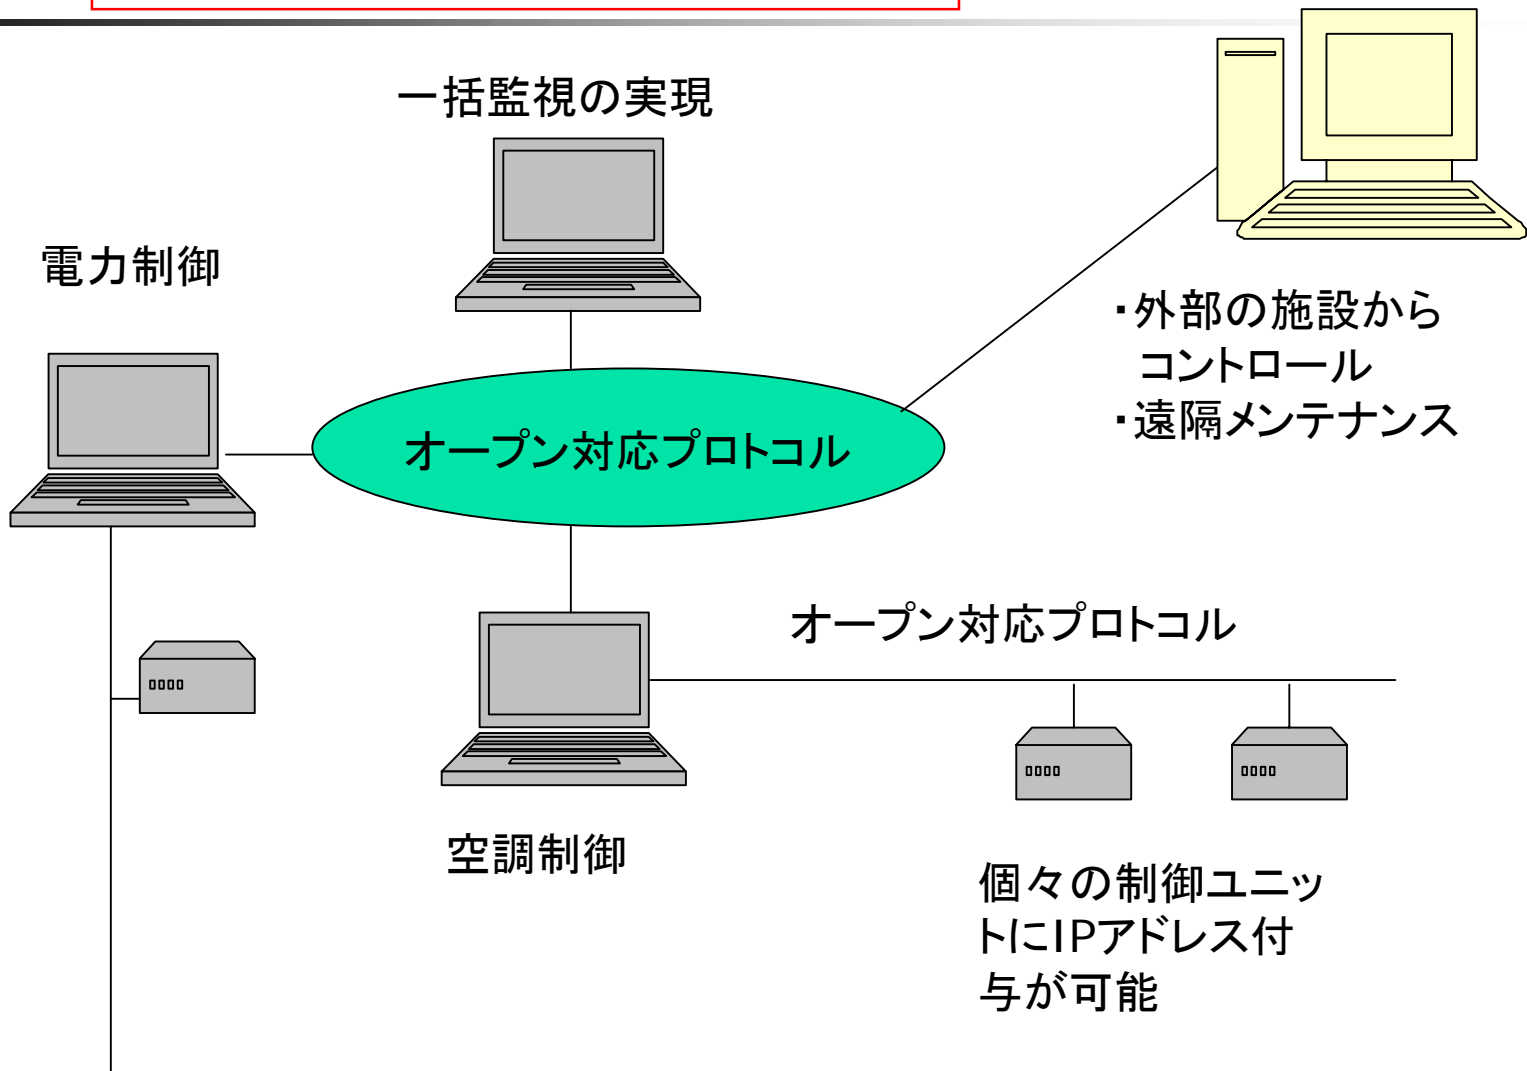 一括監視の実現
電力制御
・外部の施設から
コントロール
・遠隔メンテナンス
オープン対応プロトコル
オープン対応プロトコル
空調制御
個々の制御ユニッ
トにIPアドレス付
与が可能